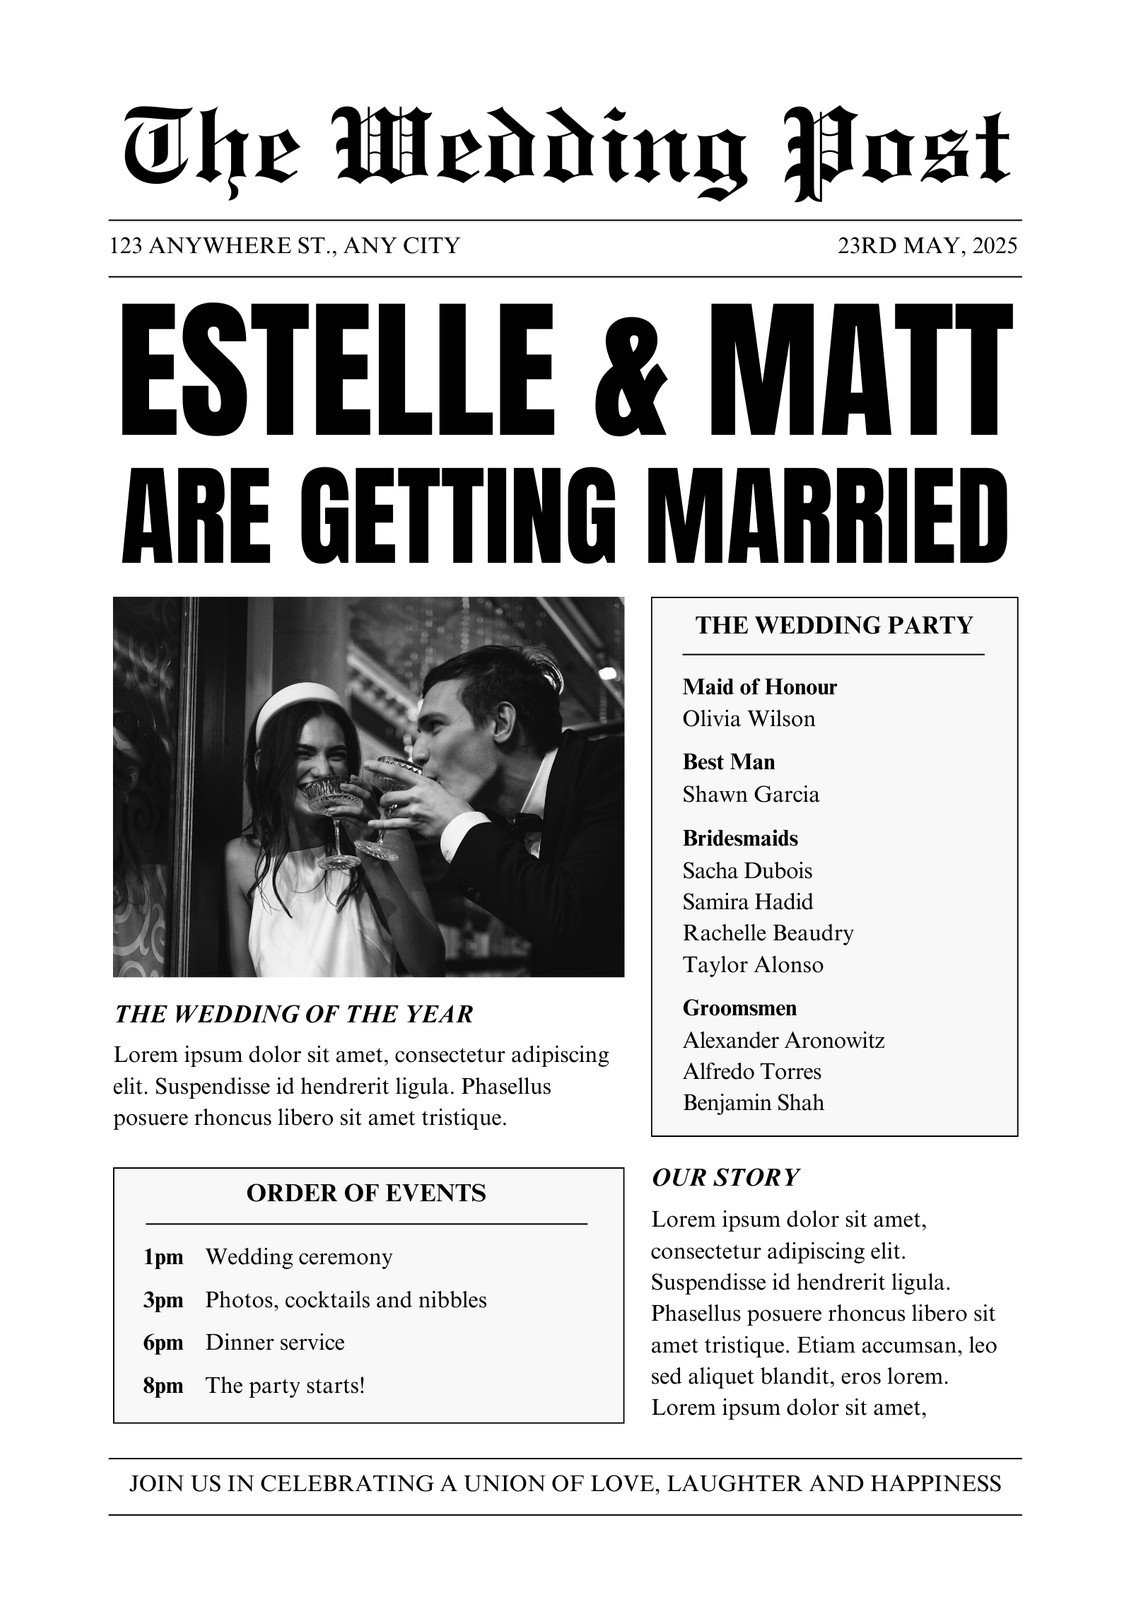 The Wedding Post
123 ANYWHERE ST., ANY CITY
23RD MAY, 2025
ESTELLE & MATT
ARE GETTING MARRIED
THE WEDDING OF THE YEAR
Lorem ipsum dolor sit amet, consectetur adipiscing
elit. Suspendisse id hendrerit ligula. Phasellus
posuere rhoncus libero sit amet tristique.
ORDER OF EVENTS
1pm Wedding ceremony
3pm Photos, cocktails and nibbles
6pm Dinner service
8pm The party starts!
THE WEDDING PARTY
Maid of Honour
Olivia Wilson
Best Man
Shawn Garcia
Bridesmaids
Sacha Dubois
Samira Hadid
Rachelle Beaudry
Taylor Alonso
Groomsmen
Alexander Aronowitz
Alfredo Torres
Benjamin Shah
OUR STORY
Lorem ipsum dolor sit amet,
consectetur adipiscing elit.
Suspendisse id hendrerit ligula.
Phasellus posuere rhoncus libero sit
amet tristique. Etiam accumsan, leo
sed aliquet blandit, eros lorem.
Lorem ipsum dolor sit amet,
JOIN US IN CELEBRATING A UNION OF LOVE, LAUGHTER AND HAPPINESS